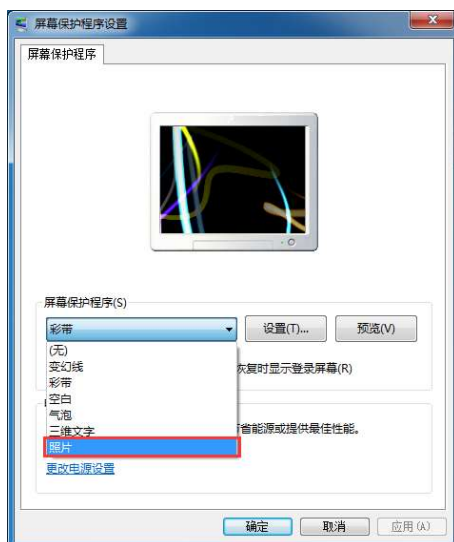 屏幕保护程序设置
屏幕保护程序
屏幕保护程序(S)
彩带
设置(T)...
预览(V)
(无)
变幻线
恢复时显示登录屏幕(R)
彩带
空白
气泡
三维文字
省能源或提供最佳性能。
照片
更改电源设置
确定
取消
应用(A)